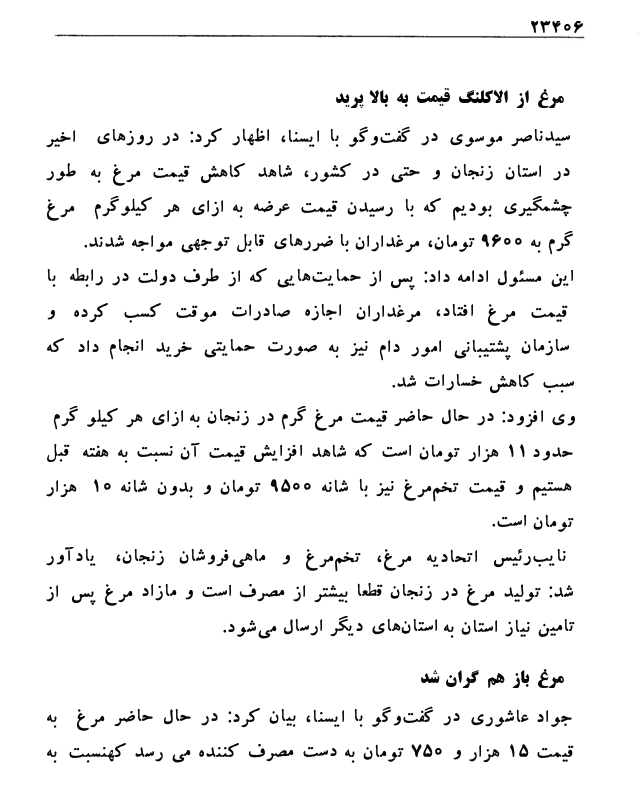 ۲۳۴۰۶
مرغ از الاکلنگ قیمت به بالا پرید
سیدناصر موسوی در گفت‌وگو با ایسنا، اظهار کرد: در روزهای اخیر
در استان زنجان و حتی در کشور، شاهد کاهش قیمت مرغ به طور
چشمگیری بودیم که با رسیدن قیمت عرضه به ازای هر کیلوگرم مرغ
گرم به ۹۶۰۰ تومان، مرغداران با ضررهای قابل توجهی مواجه شدند.
این مسئول ادامه داد: پس از حمایت‌هایی که از طرف دولت در رابطه با
قیمت مرغ افتاد، مرغداران اجازه صادرات موقت کسب کرده و
سازمان پشتیبانی امور دام نیز به صورت حمایتی خرید انجام داد که
سبب کاهش خسارات شد.
وی افزود: در حال حاضر قیمت مرغ گرم در زنجان به ازای هر کیلو گرم
حدود ۱۱ هزار تومان است که شاهد افزایش قیمت آن نسبت به هفته قبل
هستیم و قیمت تخم‌مرغ نیز با شانه ۹۵۰۰ تومان و بدون شانه ۱۰ هزار
تومان است.
نایب‌رئیس اتحادیه مرغ، تخم‌مرغ و ماهی‌فروشان زنجان، یادآور
شد: تولید مرغ در زنجان قطعا بیشتر از مصرف است و مازاد مرغ پس از
تامین نیاز استان به استان‌های دیگر ارسال می‌شود.
مرغ باز هم گران شد
جواد عاشوری در گفت‌وگو با ایسنا، بیان کرد: در حال حاضر مرغ به
قیمت ۱۵ هزار و ۷۵۰ تومان به دست مصرف کننده می رسد کهنسبت به